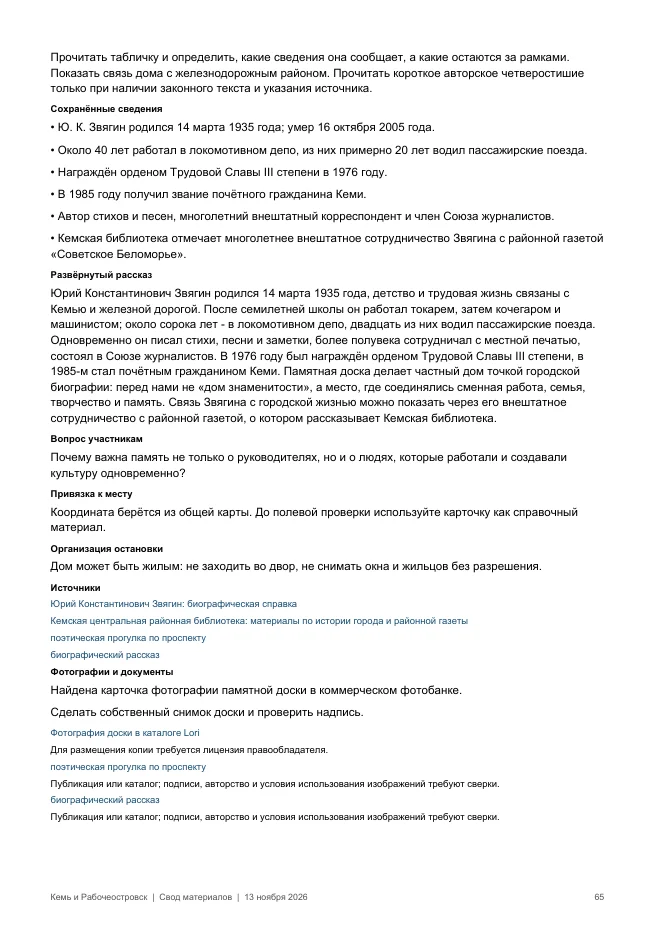 Прочитать табличку и определить, какие сведения она сообщает, а какие остаются за рамками.
Показать связь дома с железнодорожным районом. Прочитать короткое авторское четверостишие
только при наличии законного текста и указания источника.
Сохранённые сведения
• Ю. К. Звягин родился 14 марта 1935 года; умер 16 октября 2005 года.
• Около 40 лет работал в локомотивном депо, из них примерно 20 лет водил пассажирские поезда.
• Награждён орденом Трудовой Славы III степени в 1976 году.
• В 1985 году получил звание почётного гражданина Кеми.
• Автор стихов и песен, многолетний внештатный корреспондент и член Союза журналистов.
• Кемская библиотека отмечает многолетнее внештатное сотрудничество Звягина с районной газетой
«Советское Беломорье».
Развёрнутый рассказ
Юрий Константинович Звягин родился 14 марта 1935 года, детство и трудовая жизнь связаны с
Кемью и железной дорогой. После семилетней школы он работал токарем, затем кочегаром и
машинистом; около сорока лет - в локомотивном депо, двадцать из них водил пассажирские поезда.
Одновременно он писал стихи, песни и заметки, более полувека сотрудничал с местной печатью,
состоял в Союзе журналистов. В 1976 году был награждён орденом Трудовой Славы III степени, в
1985-м стал почётным гражданином Кеми. Памятная доска делает частный дом точкой городской
биографии: перед нами не «дом знаменитости», а место, где соединялись сменная работа, семья,
творчество и память. Связь Звягина с городской жизнью можно показать через его внештатное
сотрудничество с районной газетой, о котором рассказывает Кемская библиотека.
Вопрос участникам
Почему важна память не только о руководителях, но и о людях, которые работали и создавали
культуру одновременно?
Привязка к месту
Координата берётся из общей карты. До полевой проверки используйте карточку как справочный
материал.
Организация остановки
Дом может быть жилым: не заходить во двор, не снимать окна и жильцов без разрешения.
Источники
Юрий Константинович Звягин: биографическая справка
Кемская центральная районная библиотека: материалы по истории города и районной газеты
поэтическая прогулка по проспекту
биографический рассказ
Фотографии и документы
Найдена карточка фотографии памятной доски в коммерческом фотобанке.
Сделать собственный снимок доски и проверить надпись.
Фотография доски в каталоге Lori
Для размещения копии требуется лицензия правообладателя.
поэтическая прогулка по проспекту
Публикация или каталог; подписи, авторство и условия использования изображений требуют сверки.
биографический рассказ
Публикация или каталог; подписи, авторство и условия использования изображений требуют сверки.
Кемь и Рабочеостровск | Свод материалов | 13 ноября 2026
65